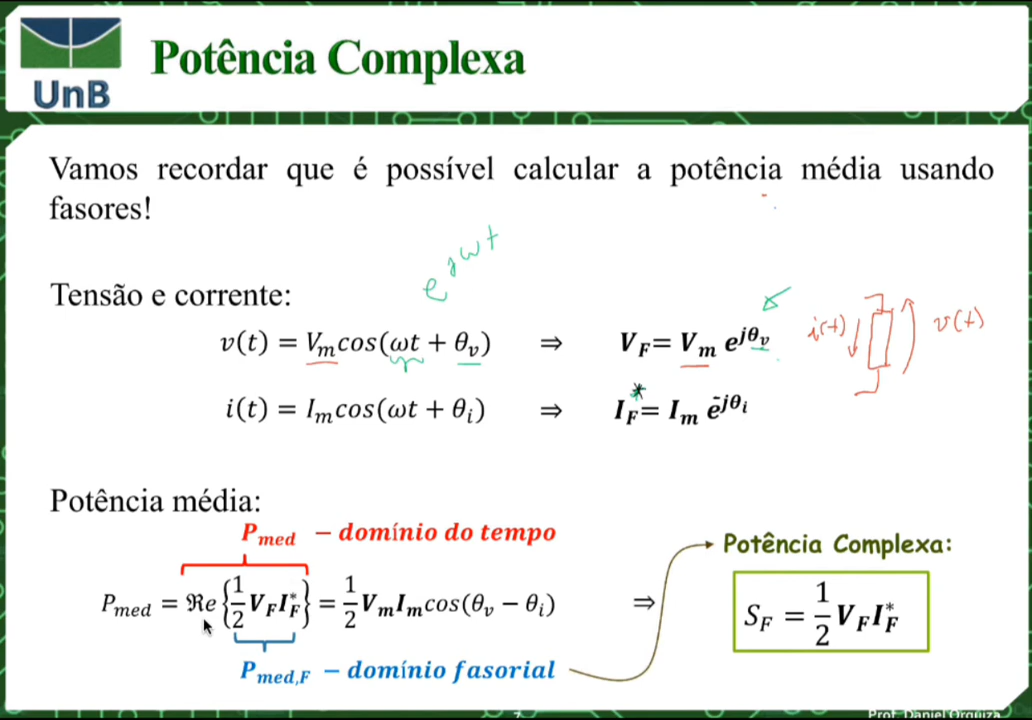 UnB
Potência Complexa
Vamos recordar que é possível calcular a potência média usando
fasores!
e^jωt
Tensão e corrente:
v(t) = V_m cos(ωt + θ_v) ⇒ V_F = V_m e^jθ_v
i(t) v(t)
i(t) = I_m cos(ωt + θ_i) ⇒ I_F^* = I_m e^-jθ_i
Potência média:
P_med – domínio do tempo
Potência Complexa:
P_med = ℜe{1/2 V_F I_F^*} = 1/2 V_m I_m cos(θ_v − θ_i) ⇒ S_F = 1/2 V_F I_F^*
P_med,F – domínio fasorial
Prof. Daniel Orquiza